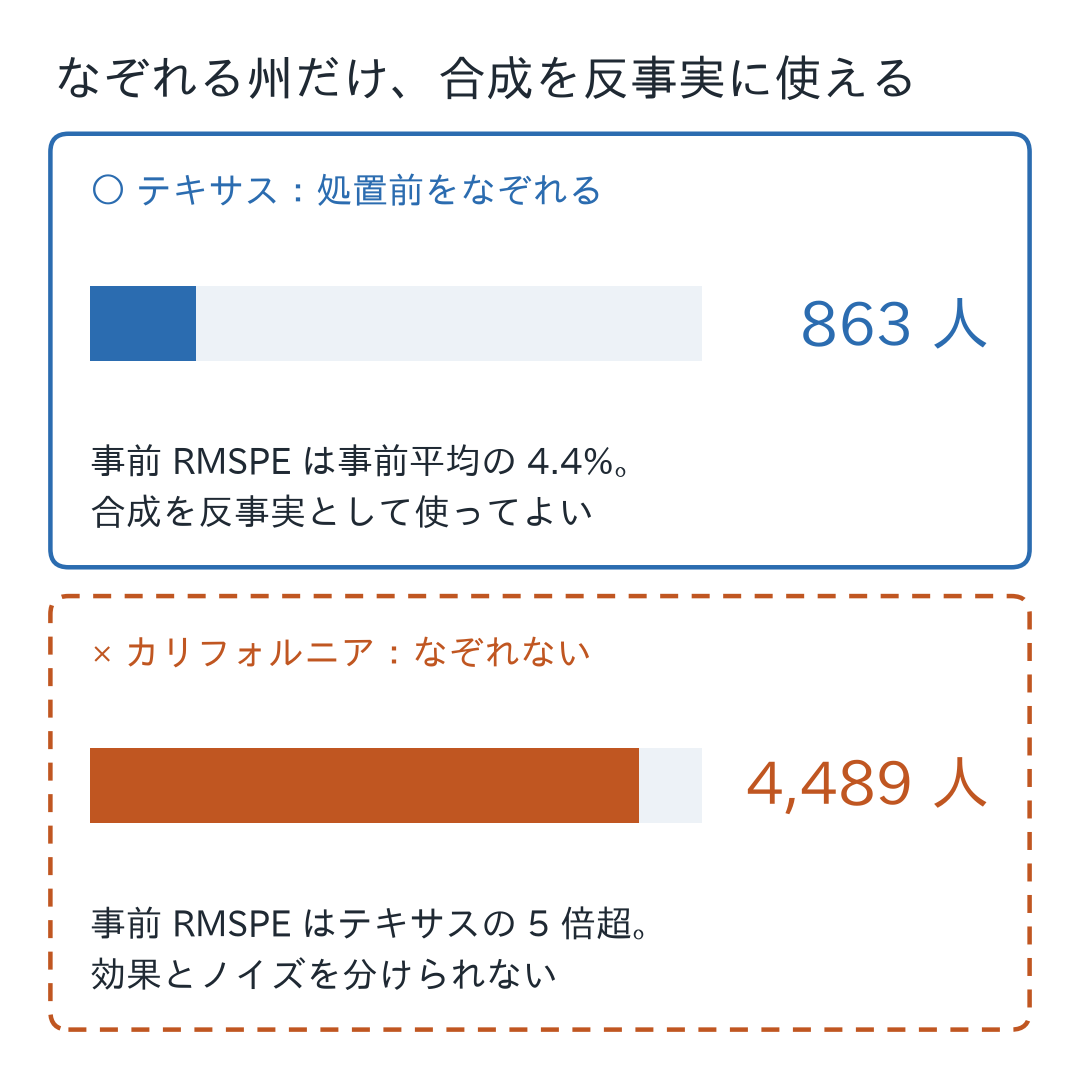 なぞれる州だけ、合成を反事実に使える
○ テキサス：処置前をなぞれる
863 人
事前 RMSPE は事前平均の 4.4%。
合成を反事実として使ってよい
× カリフォルニア：なぞれない
4,489 人
事前 RMSPE はテキサスの 5 倍超。
効果とノイズを分けられない